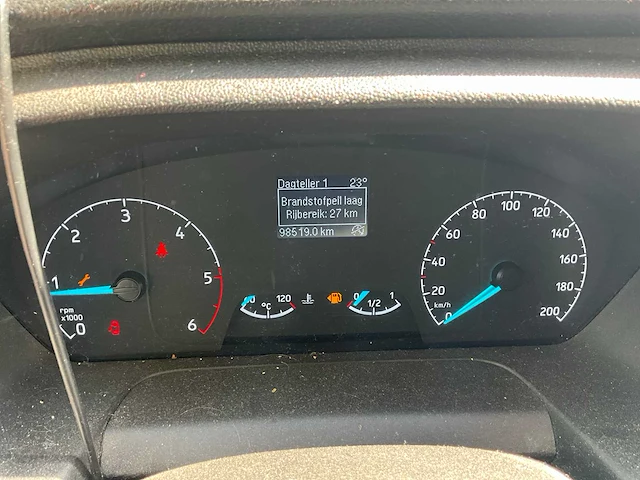 Dagteller 1 23°
Brandstofpeil laag
Rijbereik: 27 km
98519.0 km
0 1 2 3 4 5 6
rpm
x1000
0 20 40 60 80 100 120 140 160 180 200
km/h
°C 120
0 1/2 1